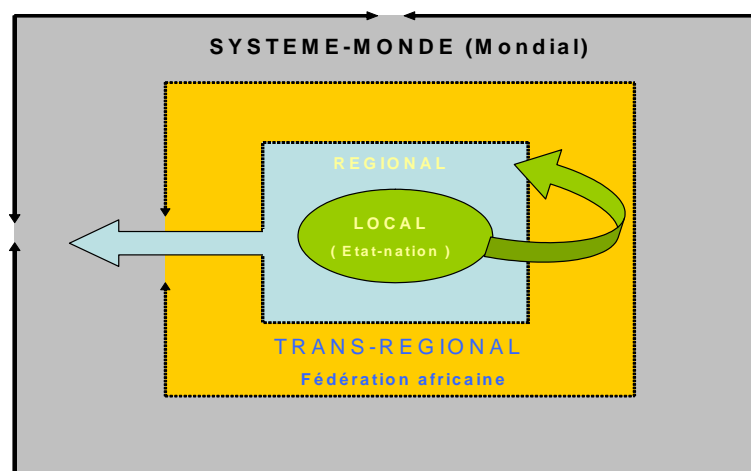 SYSTEME-MONDE (Mondial)
REGIONAL
LOCAL
( Etat-nation )
TRANS-REGIONAL
Fédération africaine